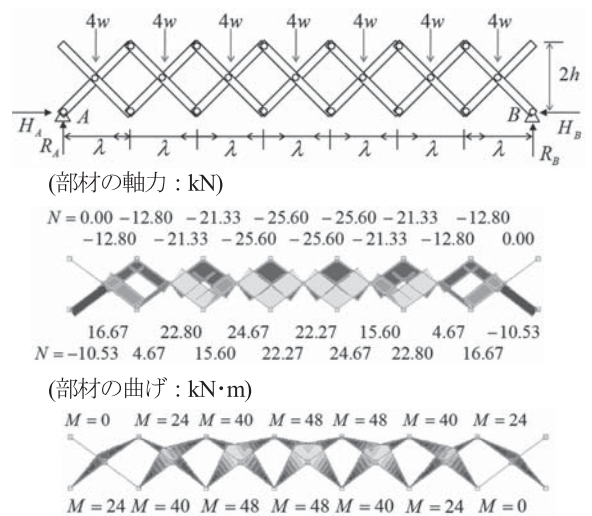 4w 4w 4w 4w 4w 4w 4w
2h
A B
H_A H_B
R_A λ λ λ λ λ λ λ R_B
(部材の軸力 : kN)
N = 0.00 −12.80 −21.33 −25.60 −25.60 −21.33 −12.80
−12.80 −21.33 −25.60 −25.60 −21.33 −12.80 0.00
16.67 22.80 24.67 22.27 15.60 4.67 −10.53
N = −10.53 4.67 15.60 22.27 24.67 22.80 16.67
(部材の曲げ : kN·m)
M = 0 M = 24 M = 40 M = 48 M = 48 M = 40 M = 24
M = 24 M = 40 M = 48 M = 48 M = 40 M = 24 M = 0